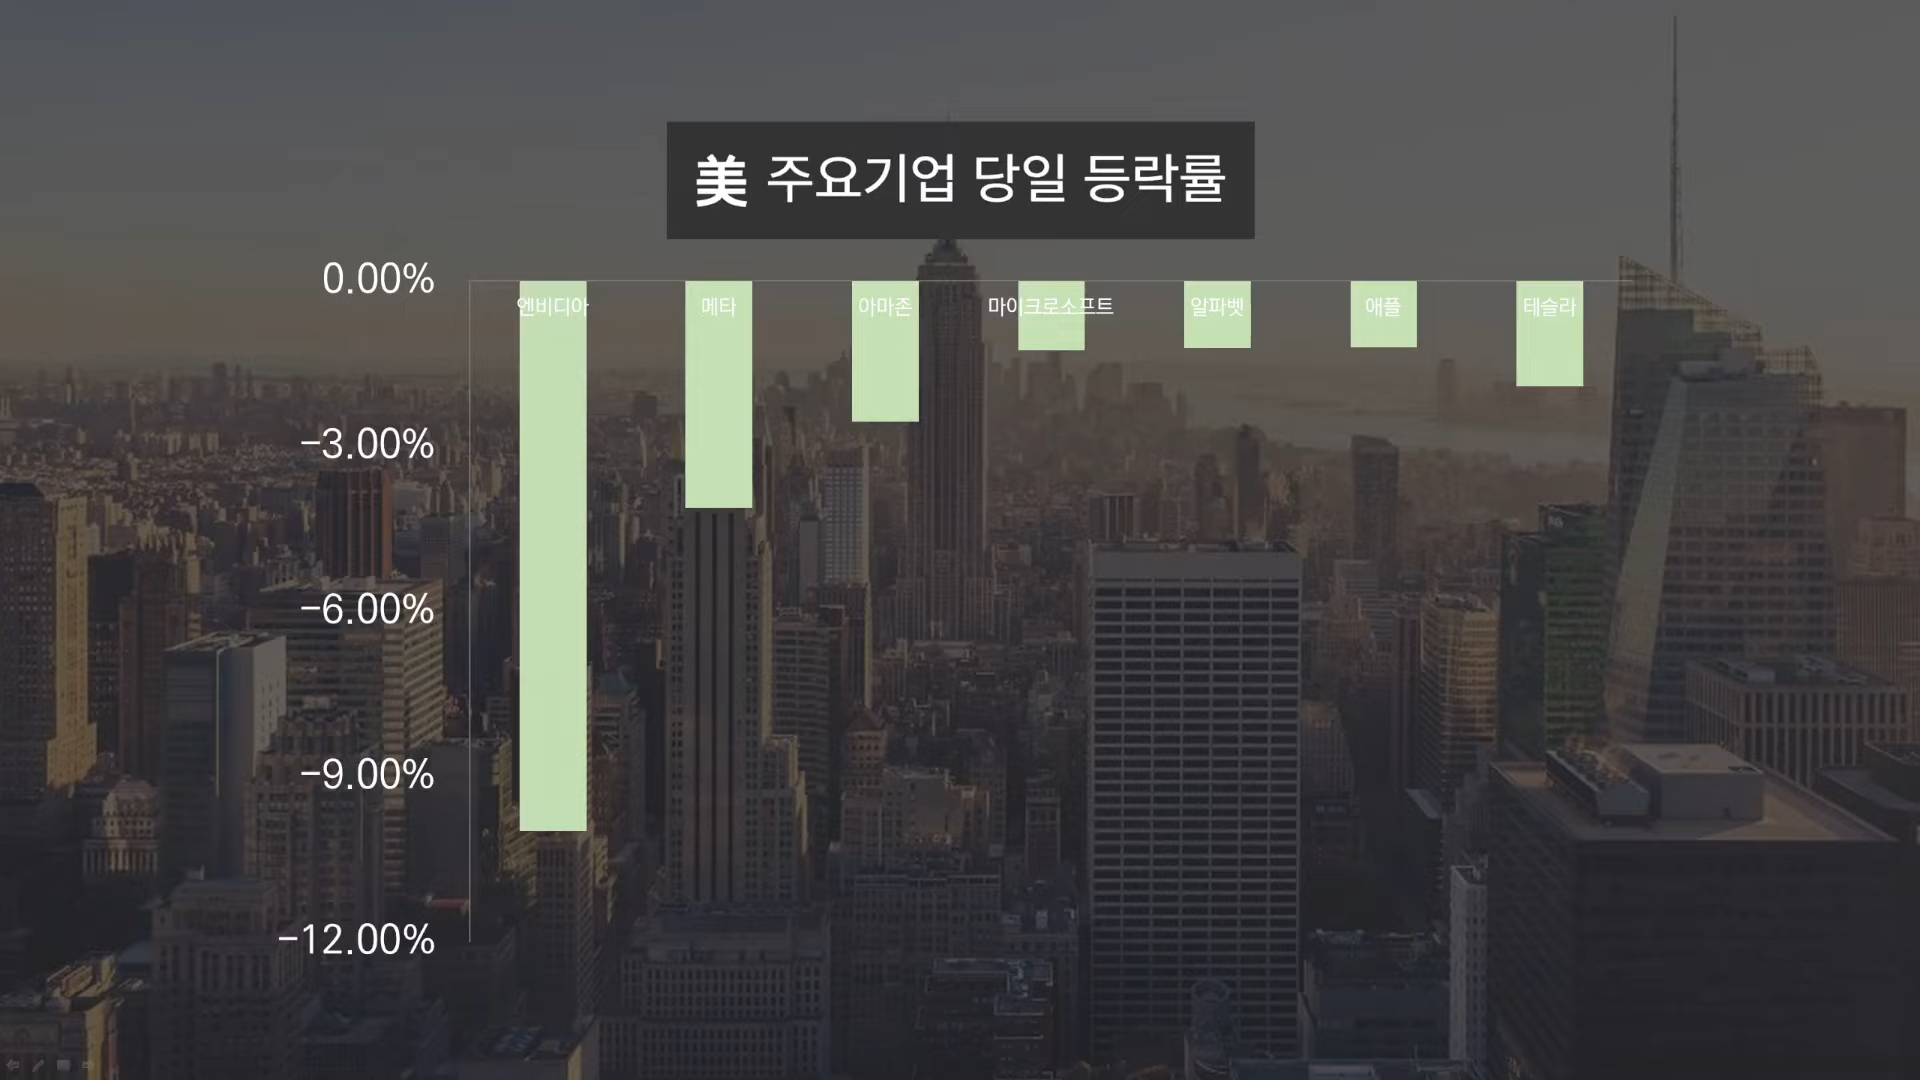 美 주요기업 당일 등락률
0.00%
엔비디아 메타 아마존 마이크로소프트 알파벳 애플 테슬라
-3.00%
-6.00%
-9.00%
-12.00%